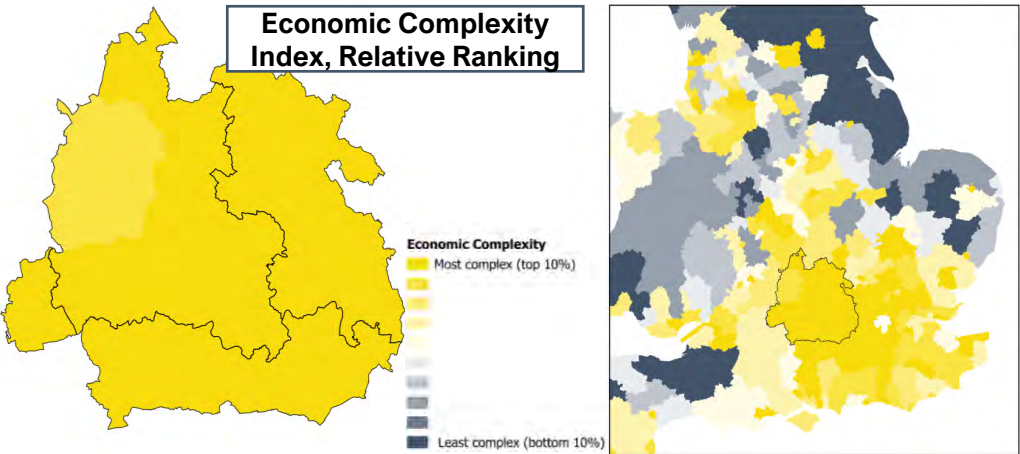 Economic Complexity
Index, Relative Ranking
Economic Complexity
Most complex (top 10%)
Least complex (bottom 10%)